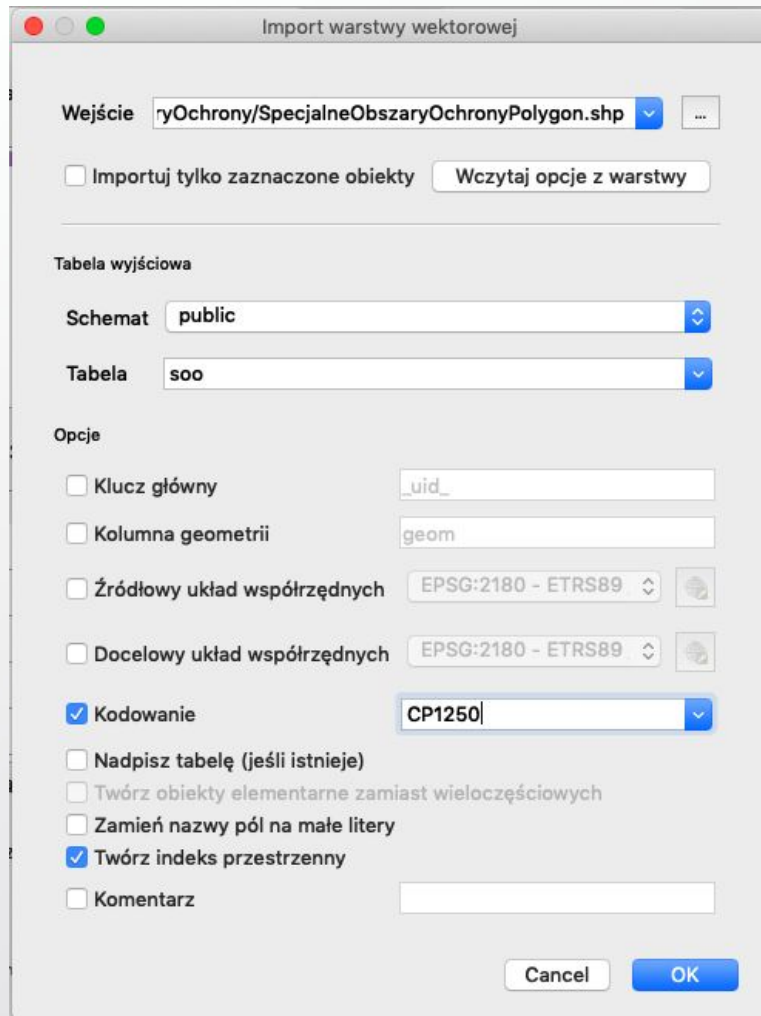 Import warstwy wektorowej
Wejście ryOchrony/SpecjalneObszaryOchronyPolygon.shp ...
Importuj tylko zaznaczone obiekty Wczytaj opcje z warstwy
Tabela wyjściowa
Schemat public
Tabela soo
Opcje
Klucz główny _uid_
Kolumna geometrii geom
Źródłowy układ współrzędnych EPSG:2180 - ETRS89
Docelowy układ współrzędnych EPSG:2180 - ETRS89
Kodowanie CP1250
Nadpisz tabelę (jeśli istnieje)
Twórz obiekty elementarne zamiast wieloczęściowych
Zamień nazwy pól na małe litery
Twórz indeks przestrzenny
Komentarz
Cancel OK